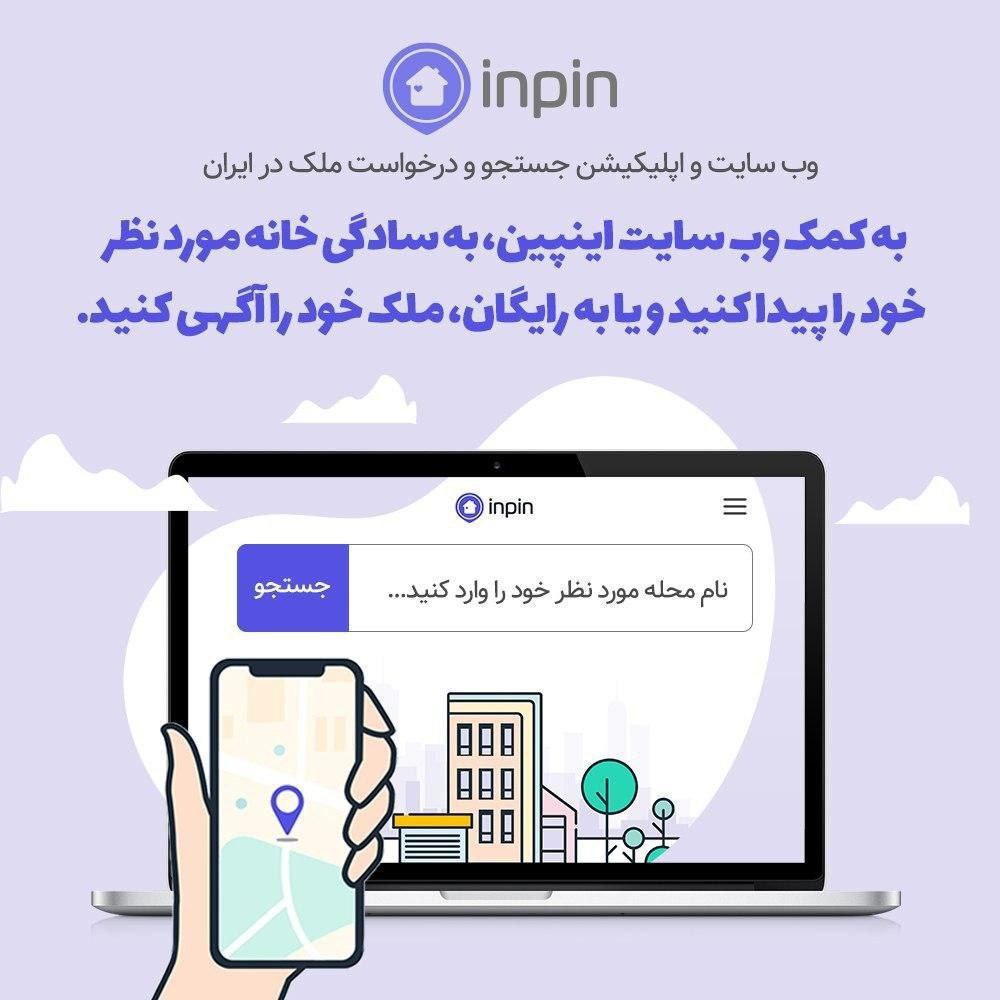 inpin
وب سایت و اپلیکیشن جستجو و درخواست ملک در ایران
به کمک وب سایت اینپین، به سادگی خانه مورد نظر
خود را پیدا کنید و یا به رایگان، ملک خود را آگهی کنید.
inpin
نام محله مورد نظر خود را وارد کنید...
جستجو